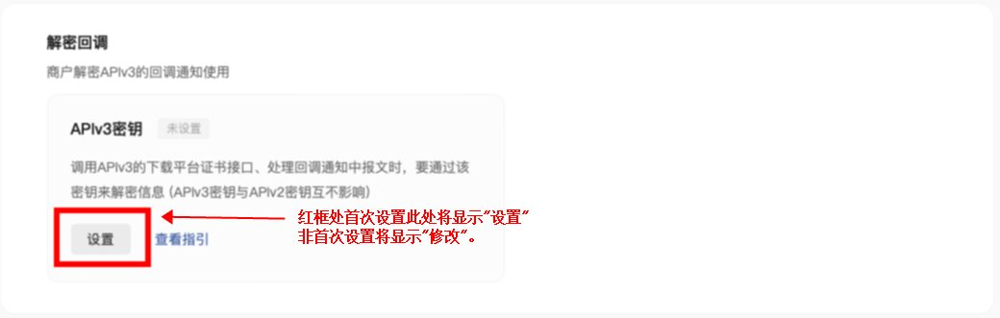 解密回调
商户解密APIv3的回调通知使用
APIv3密钥 未设置
调用APIv3的下载平台证书接口、处理回调通知中报文时，要通过该
密钥来解密信息 (APIv3密钥与APIv2密钥互不影响)
红框处首次设置此处将显示"设置"
非首次设置将显示"修改"。
设置 查看指引